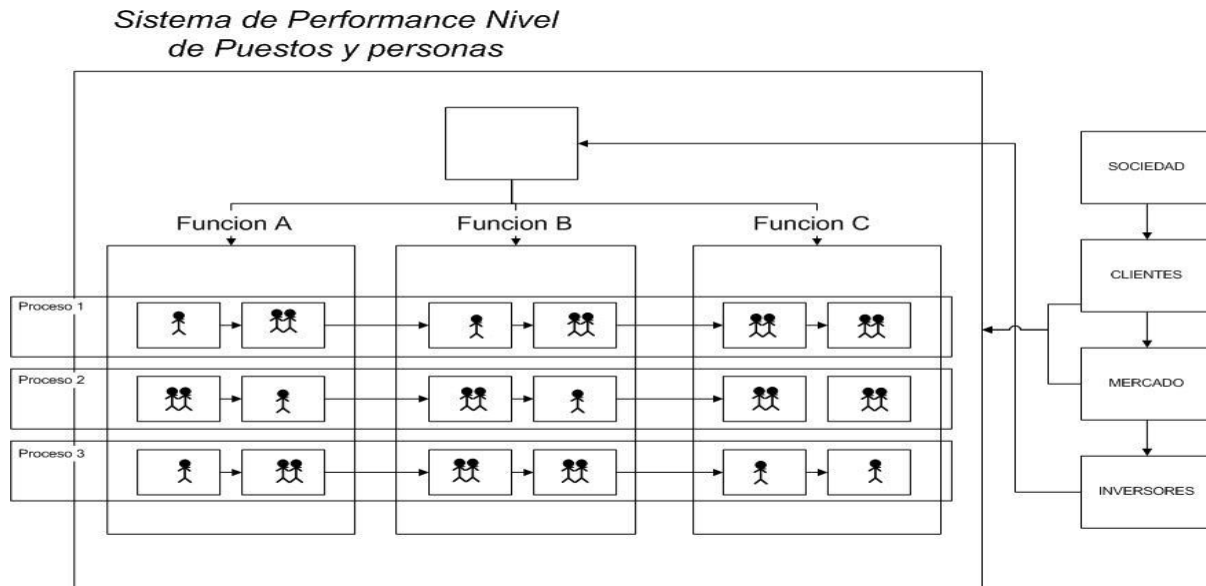 Sistema de Performance Nivel
de Puestos y personas
SOCIEDAD
Funcion A
Funcion B
Funcion C
CLIENTES
Proceso 1
Proceso 2
MERCADO
Proceso 3
INVERSORES